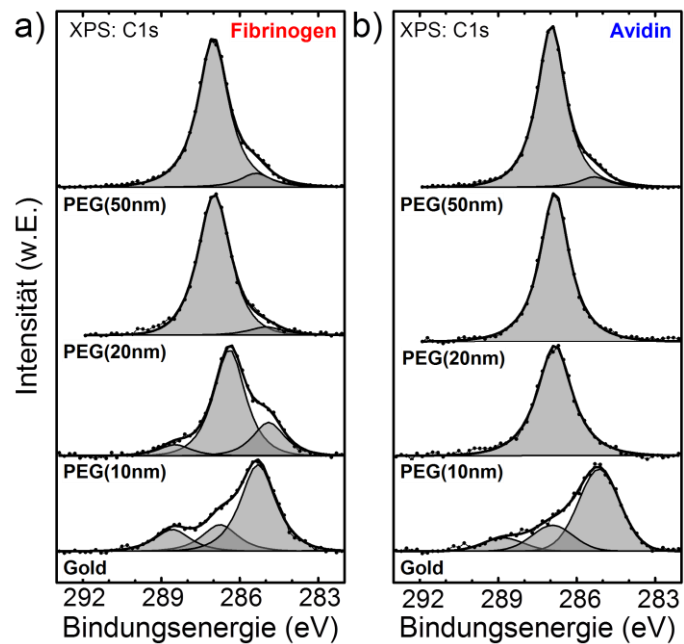 a)
XPS: C1s
Fibrinogen
PEG(50nm)
PEG(20nm)
PEG(10nm)
Gold
292 289 286 283
Bindungsenergie (eV)
Intensität (w.E.)
b)
XPS: C1s
Avidin
PEG(50nm)
PEG(20nm)
PEG(10nm)
Gold
292 289 286 283
Bindungsenergie (eV)